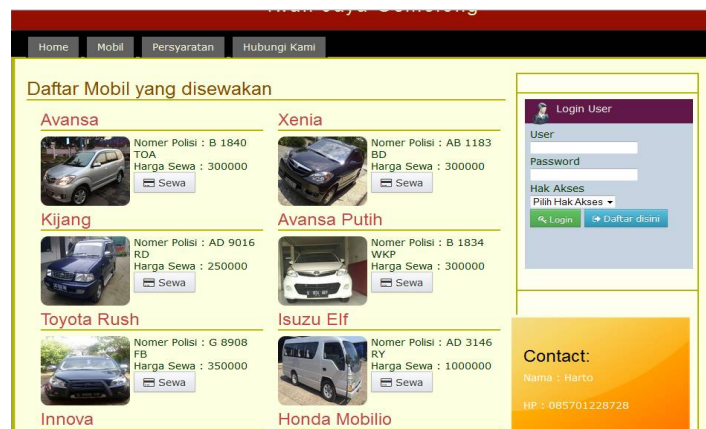 Home Mobil Persyaratan Hubungi Kami
Daftar Mobil yang disewakan
Avansa
Nomer Polisi : B 1840
TOA
Harga Sewa : 300000
Sewa
Xenia
Nomer Polisi : AB 1183
BD
Harga Sewa : 300000
Sewa
Kijang
Nomer Polisi : AD 9016
RD
Harga Sewa : 250000
Sewa
Avansa Putih
Nomer Polisi : B 1834
WKP
Harga Sewa : 300000
Sewa
Toyota Rush
Nomer Polisi : G 8908
FB
Harga Sewa : 350000
Sewa
Isuzu Elf
Nomer Polisi : AD 3146
RY
Harga Sewa : 1000000
Sewa
Innova
Honda Mobilio
Login User
User
Password
Hak Akses
Pilih Hak Akses
Login Daftar disini
Contact:
Nama : Harto
HP : 085701228728